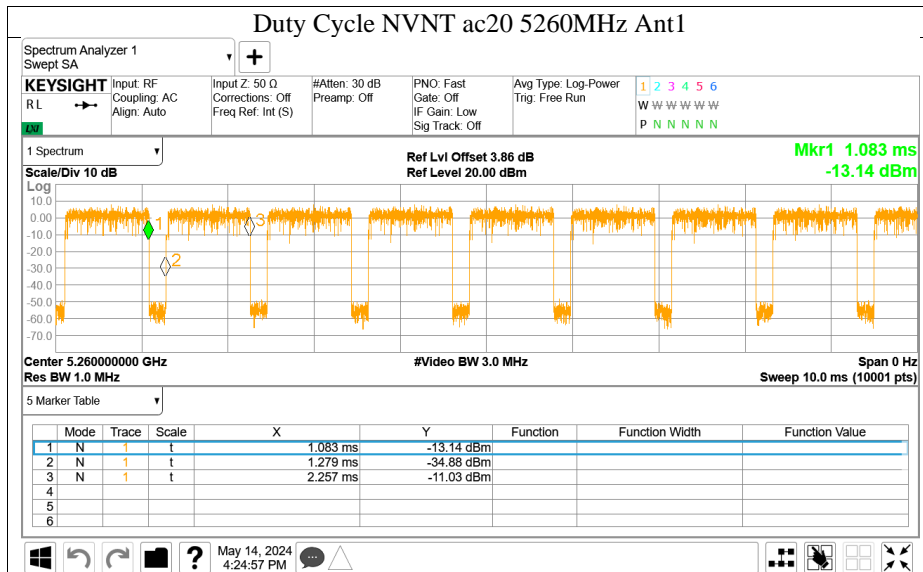 Duty Cycle NVNT ac20 5260MHz Ant1
Spectrum Analyzer 1
Swept SA
KEYSIGHT
R L
LXI
Input: RF
Coupling: AC
Align: Auto
Input Z: 50 Ω
Corrections: Off
Freq Ref: Int (S)
#Atten: 30 dB
Preamp: Off
PNO: Fast
Gate: Off
IF Gain: Low
Sig Track: Off
Avg Type: Log-Power
Trig: Free Run
1 2 3 4 5 6
W W W W W W
P N N N N N
1 Spectrum
Scale/Div 10 dB
Ref Lvl Offset 3.86 dB
Ref Level 20.00 dBm
Mkr1 1.083 ms
-13.14 dBm
Log
10.0
0.00
-10.0
-20.0
-30.0
-40.0
-50.0
-60.0
-70.0
1
2
3
Center 5.260000000 GHz
#Video BW 3.0 MHz
Span 0 Hz
Res BW 1.0 MHz
Sweep 10.0 ms (10001 pts)
5 Marker Table
Mode Trace Scale X Y Function Function Width Function Value
1 N 1 t 1.083 ms -13.14 dBm
2 N 1 t 1.279 ms -34.88 dBm
3 N 1 t 2.257 ms -11.03 dBm
4
5
6
?
May 14, 2024
4:24:57 PM